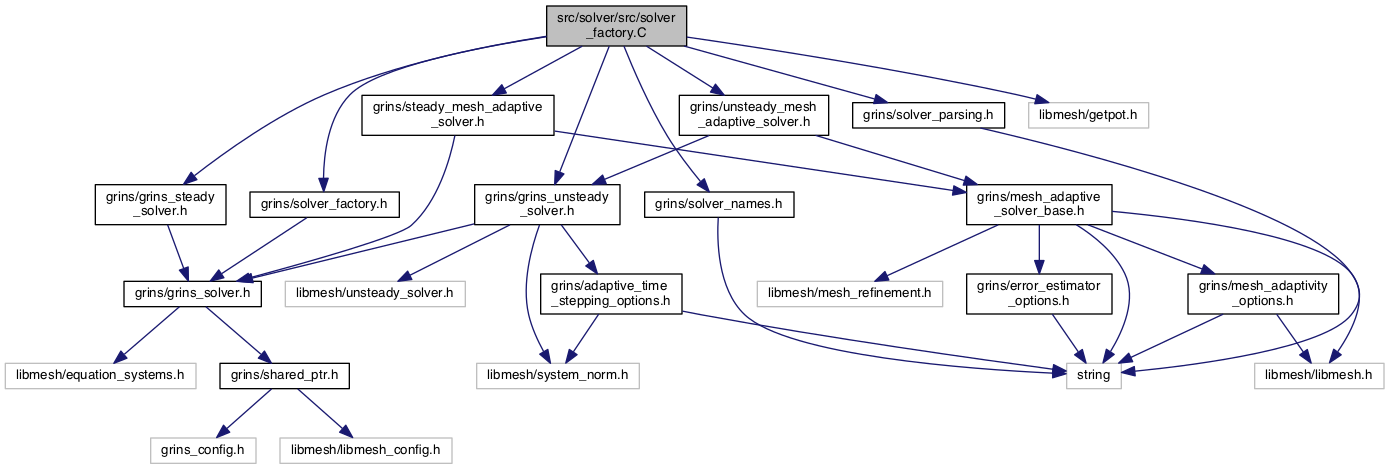 src/solver/src/solver
_factory.C
grins/steady_mesh_adaptive
_solver.h
grins/unsteady_mesh
_adaptive_solver.h
grins/solver_parsing.h
libmesh/getpot.h
grins/grins_steady
_solver.h
grins/solver_factory.h
grins/grins_unsteady
_solver.h
grins/solver_names.h
grins/mesh_adaptive
_solver_base.h
grins/grins_solver.h
libmesh/unsteady_solver.h
grins/adaptive_time
_stepping_options.h
libmesh/mesh_refinement.h
grins/error_estimator
_options.h
grins/mesh_adaptivity
_options.h
libmesh/equation_systems.h
grins/shared_ptr.h
libmesh/system_norm.h
string
libmesh/libmesh.h
grins_config.h
libmesh/libmesh_config.h